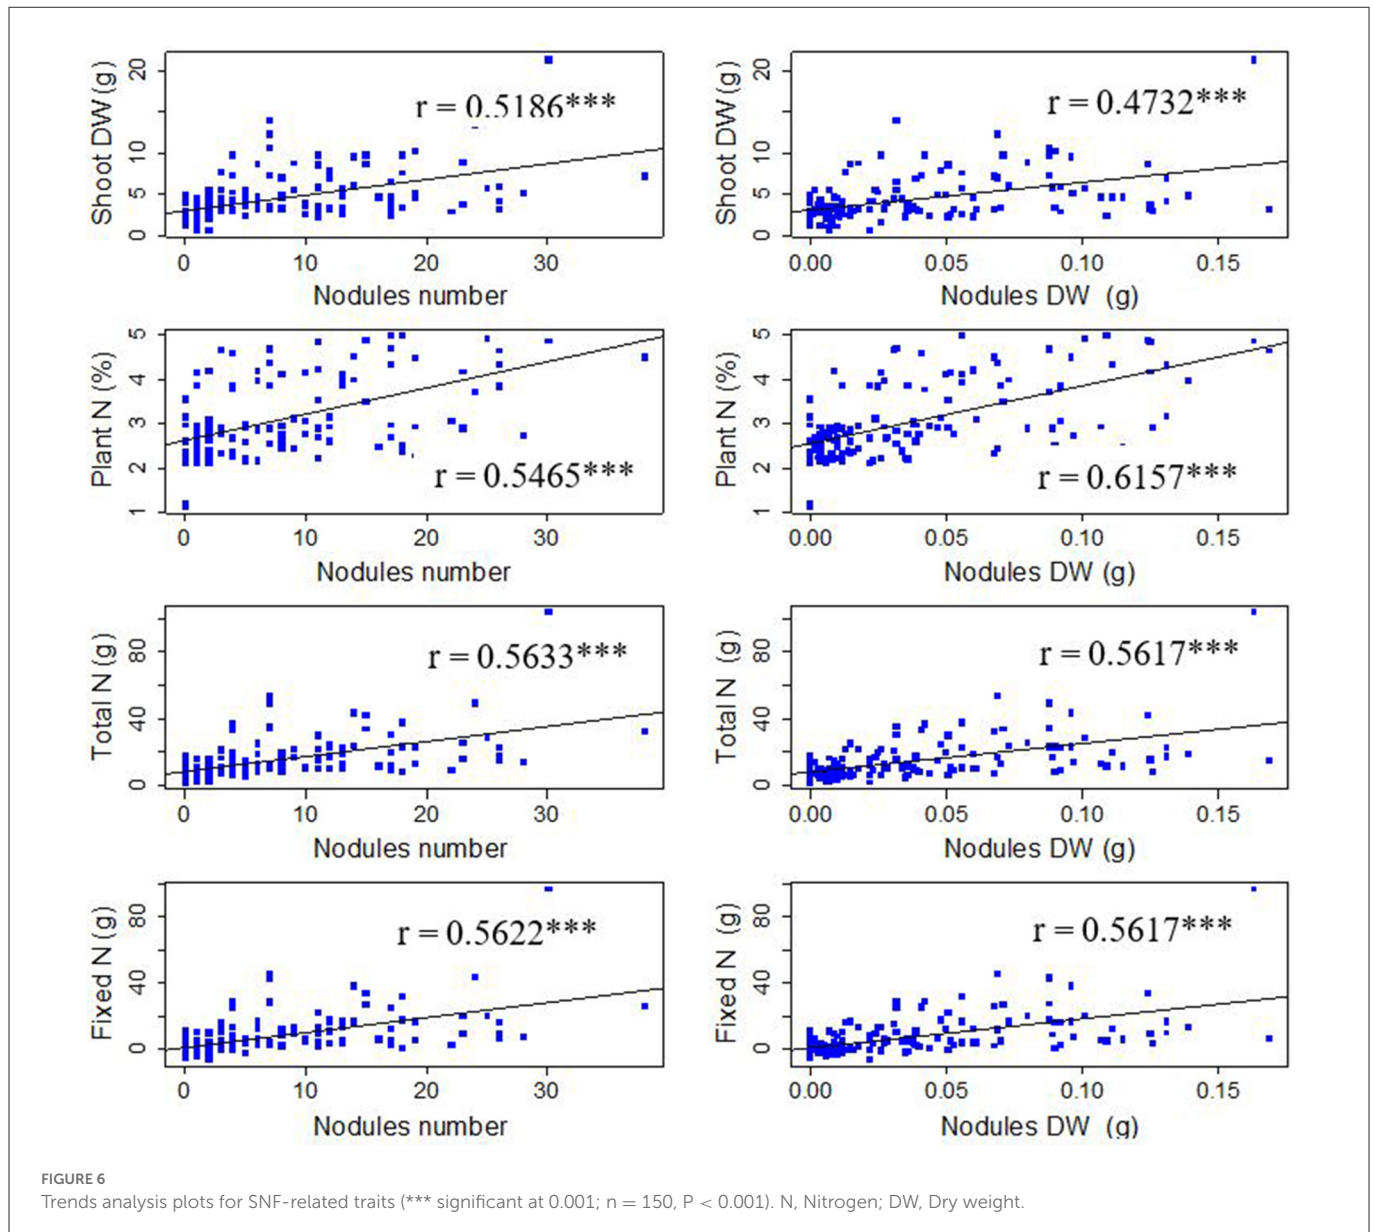 Shoot DW (g)
20
10
5
0
r = 0.5186***
0 10 20 30
Nodules number
Shoot DW (g)
20
10
5
0
r = 0.4732***
0.00 0.05 0.10 0.15
Nodules DW (g)
Plant N (%)
5
4
3
2
1
r = 0.5465***
0 10 20 30
Nodules number
Plant N (%)
5
4
3
2
1
r = 0.6157***
0.00 0.05 0.10 0.15
Nodules DW (g)
Total N (g)
80
40
0
r = 0.5633***
0 10 20 30
Nodules number
Total N (g)
80
40
0
r = 0.5617***
0.00 0.05 0.10 0.15
Nodules DW (g)
Fixed N (g)
80
40
0
r = 0.5622***
0 10 20 30
Nodules number
Fixed N (g)
80
40
0
r = 0.5617***
0.00 0.05 0.10 0.15
Nodules DW (g)
FIGURE 6
Trends analysis plots for SNF-related traits (*** significant at 0.001; n = 150, P < 0.001). N, Nitrogen; DW, Dry weight.